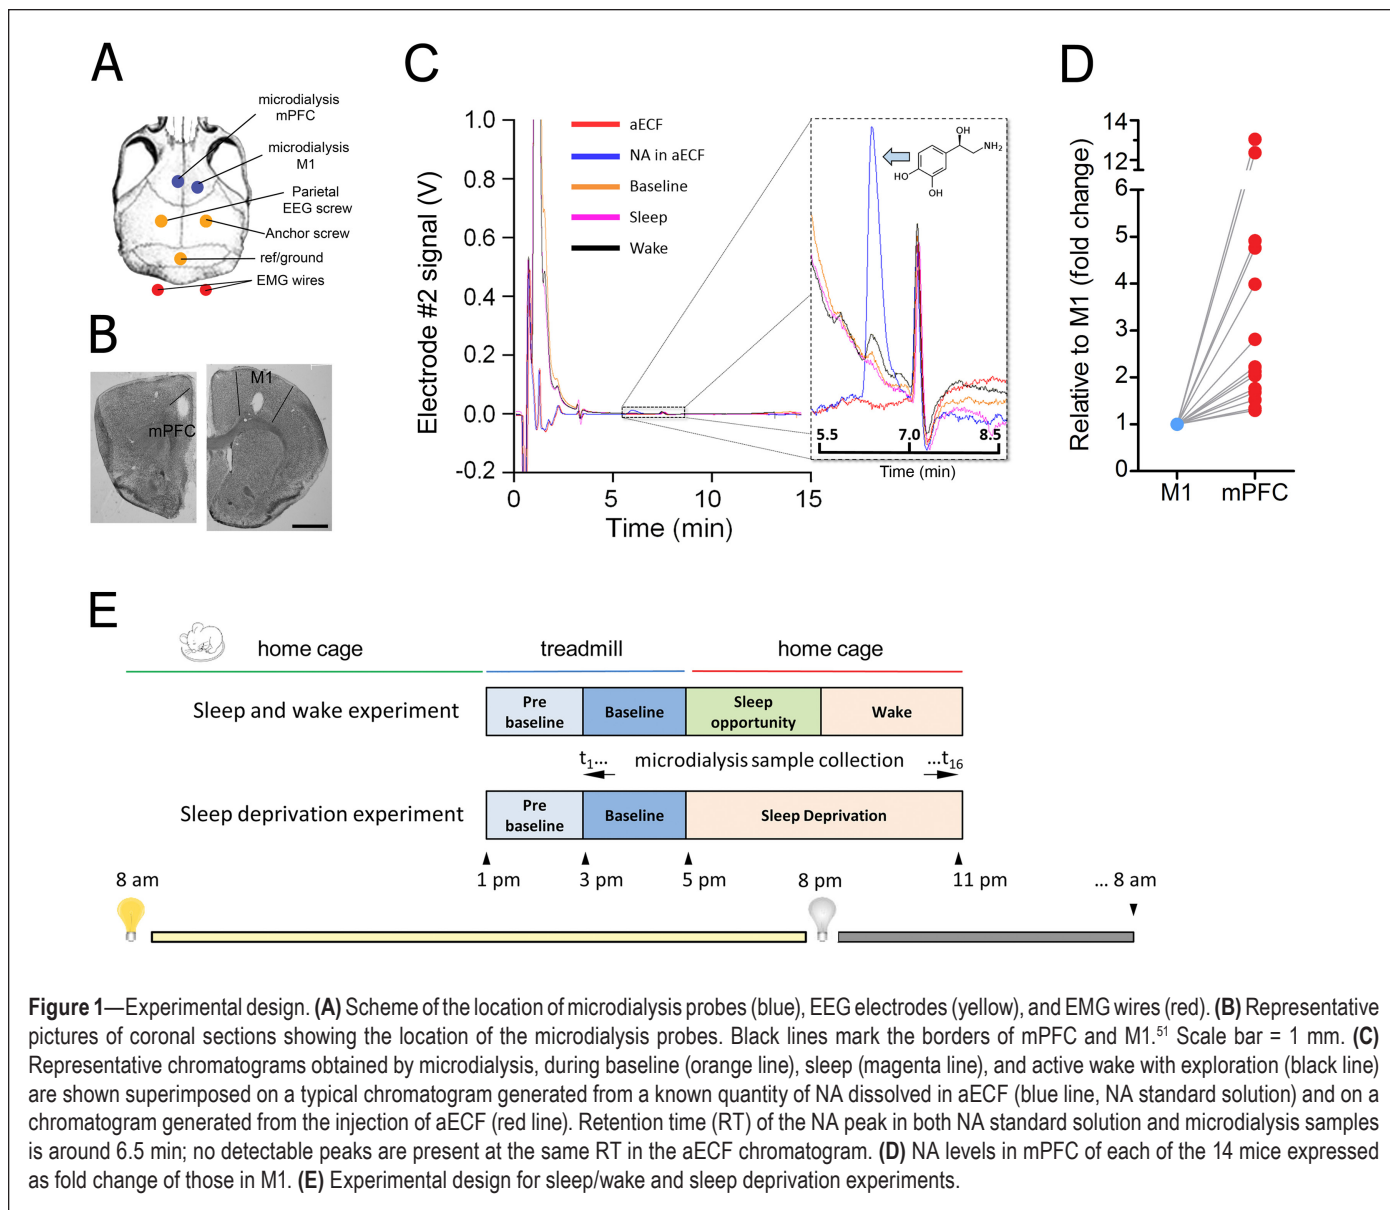 A
microdialysis
mPFC
microdialysis
M1
Parietal
EEG screw
Anchor screw
ref/ground
EMG wires
B
mPFC
M1
C
Electrode #2 signal (V)
1.0
0.8
0.6
0.4
0.2
0.0
-0.2
0
5
10
15
Time (min)
aECF
NA in aECF
Baseline
Sleep
Wake
OH
NH2
HO
OH
5.5
7.0
8.5
Time (min)
D
Relative to M1 (fold change)
14
12
6
5
4
3
2
1
0
M1
mPFC
E
home cage
treadmill
home cage
Sleep and wake experiment
Pre
baseline
Baseline
Sleep
opportunity
Wake
t1...
microdialysis sample collection
...t16
Sleep deprivation experiment
Pre
baseline
Baseline
Sleep Deprivation
8 am
1 pm
3 pm
5 pm
8 pm
11 pm
... 8 am
Figure 1—Experimental design. (A) Scheme of the location of microdialysis probes (blue), EEG electrodes (yellow), and EMG wires (red). (B) Representative
pictures of coronal sections showing the location of the microdialysis probes. Black lines mark the borders of mPFC and M1.51 Scale bar = 1 mm. (C)
Representative chromatograms obtained by microdialysis, during baseline (orange line), sleep (magenta line), and active wake with exploration (black line)
are shown superimposed on a typical chromatogram generated from a known quantity of NA dissolved in aECF (blue line, NA standard solution) and on a
chromatogram generated from the injection of aECF (red line). Retention time (RT) of the NA peak in both NA standard solution and microdialysis samples
is around 6.5 min; no detectable peaks are present at the same RT in the aECF chromatogram. (D) NA levels in mPFC of each of the 14 mice expressed
as fold change of those in M1. (E) Experimental design for sleep/wake and sleep deprivation experiments.